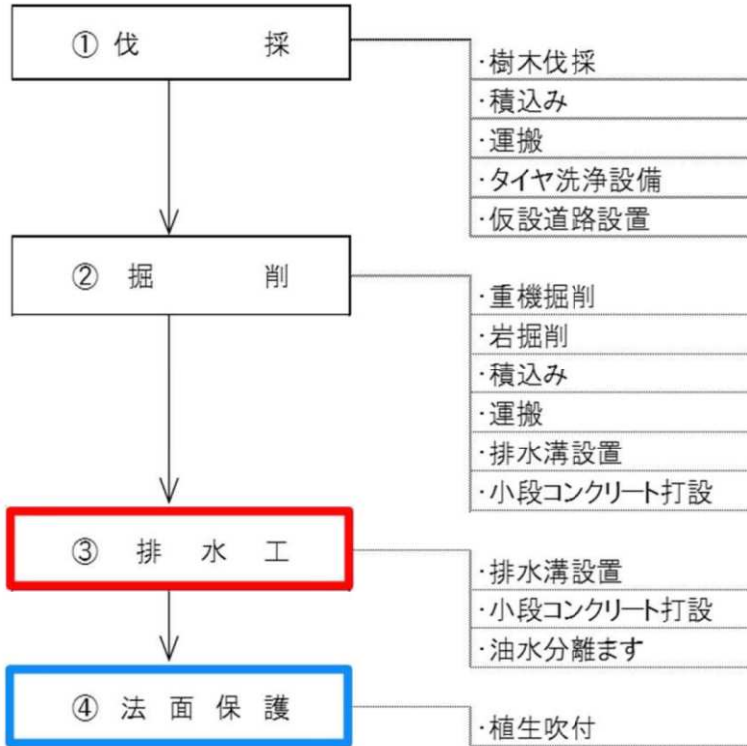 ① 伐 採
・樹木伐採
・積込み
・運搬
・タイヤ洗浄設備
・仮設道路設置
② 掘 削
・重機掘削
・岩掘削
・積込み
・運搬
・排水溝設置
・小段コンクリート打設
③ 排 水 工
・排水溝設置
・小段コンクリート打設
・油水分離ます
④ 法 面 保 護
・植生吹付